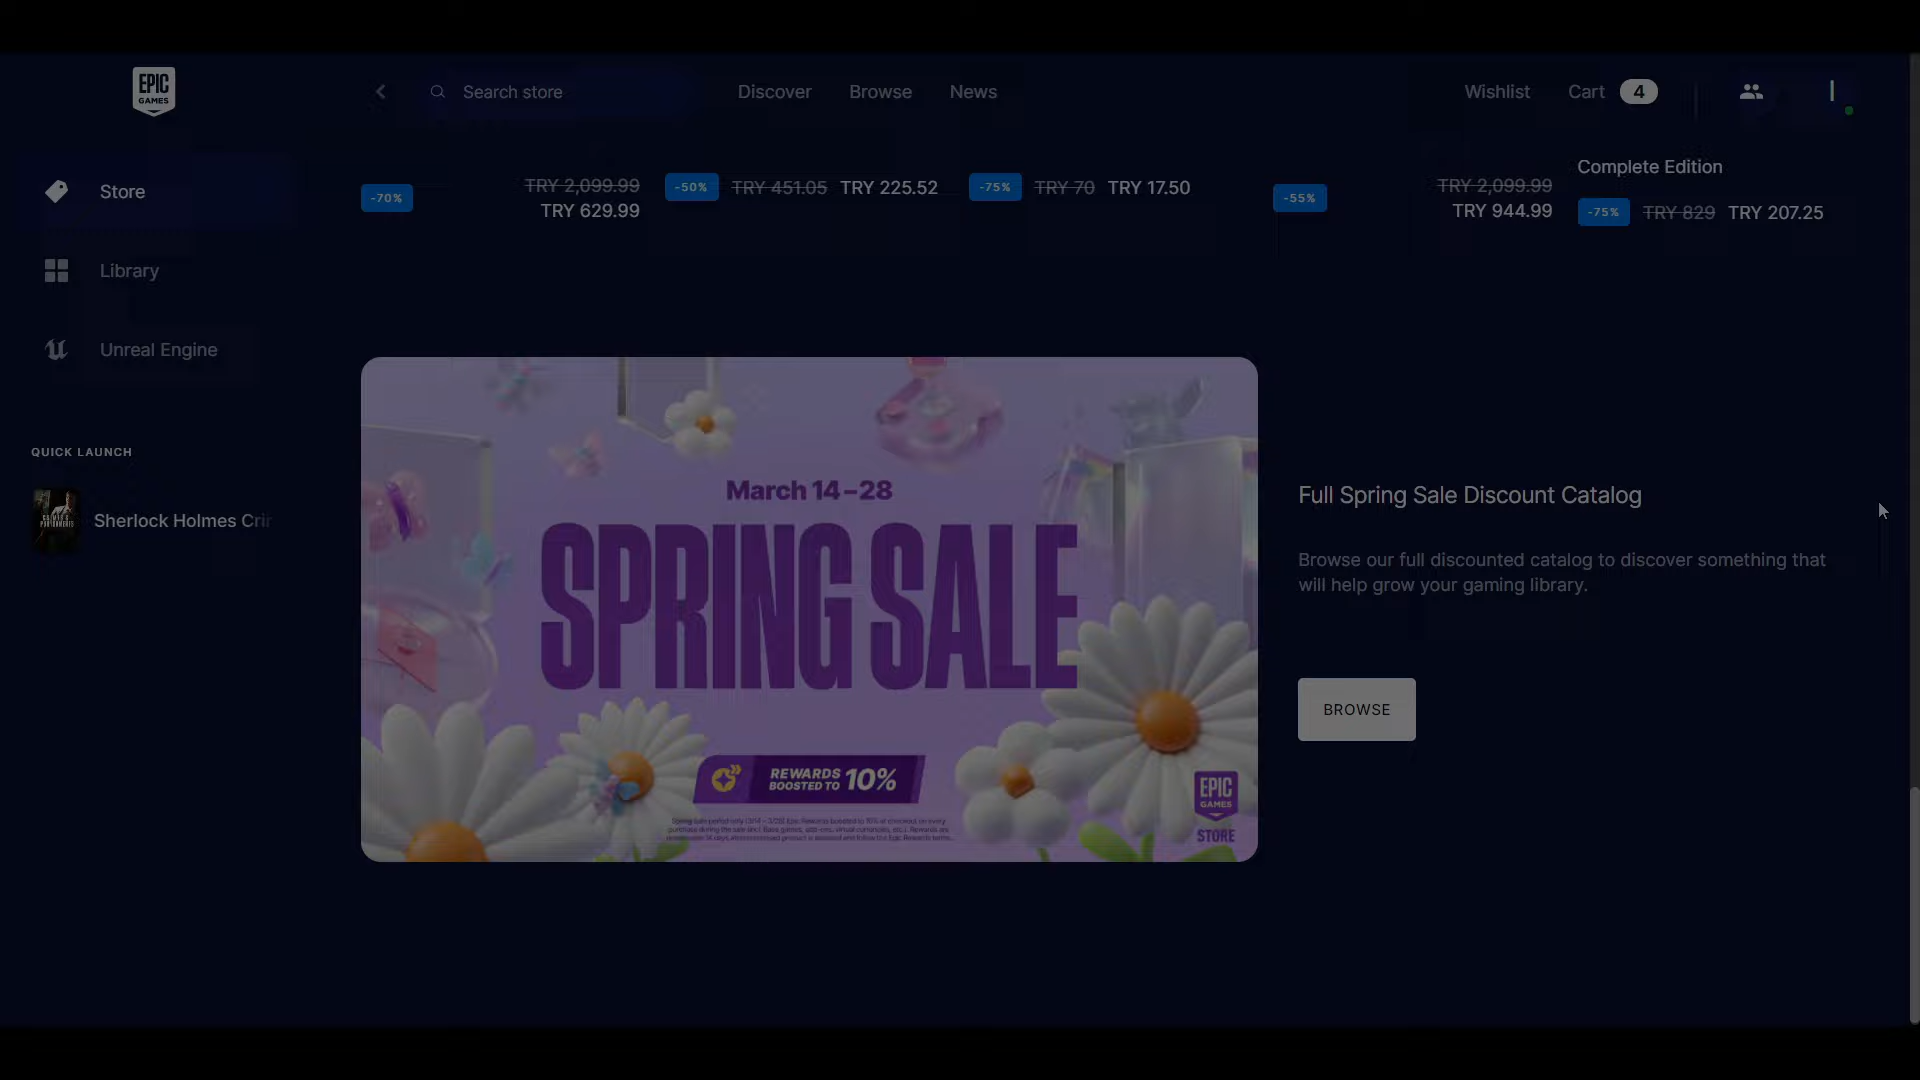 EPIC
GAMES
Search store
Discover
Browse
News
Wishlist
Cart
4
Store
Library
Unreal Engine
QUICK LAUNCH
Sherlock Holmes Cri
-70%
TRY 2,099.99
TRY 629.99
-50%
TRY 451.05
TRY 225.52
-75%
TRY 70
TRY 17.50
-55%
TRY 2,099.99
TRY 944.99
Complete Edition
-75%
TRY 829
TRY 207.25
March 14–28
SPRING SALE
REWARDS
BOOSTED TO 10%
EPIC
GAMES
STORE
Full Spring Sale Discount Catalog
Browse our full discounted catalog to discover something that
will help grow your gaming library.
BROWSE